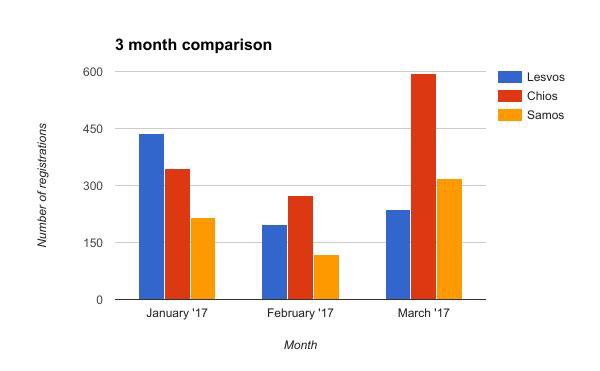 3 month comparison
600
450
300
150
0
Number of registrations
January '17
February '17
March '17
Month
Lesvos
Chios
Samos